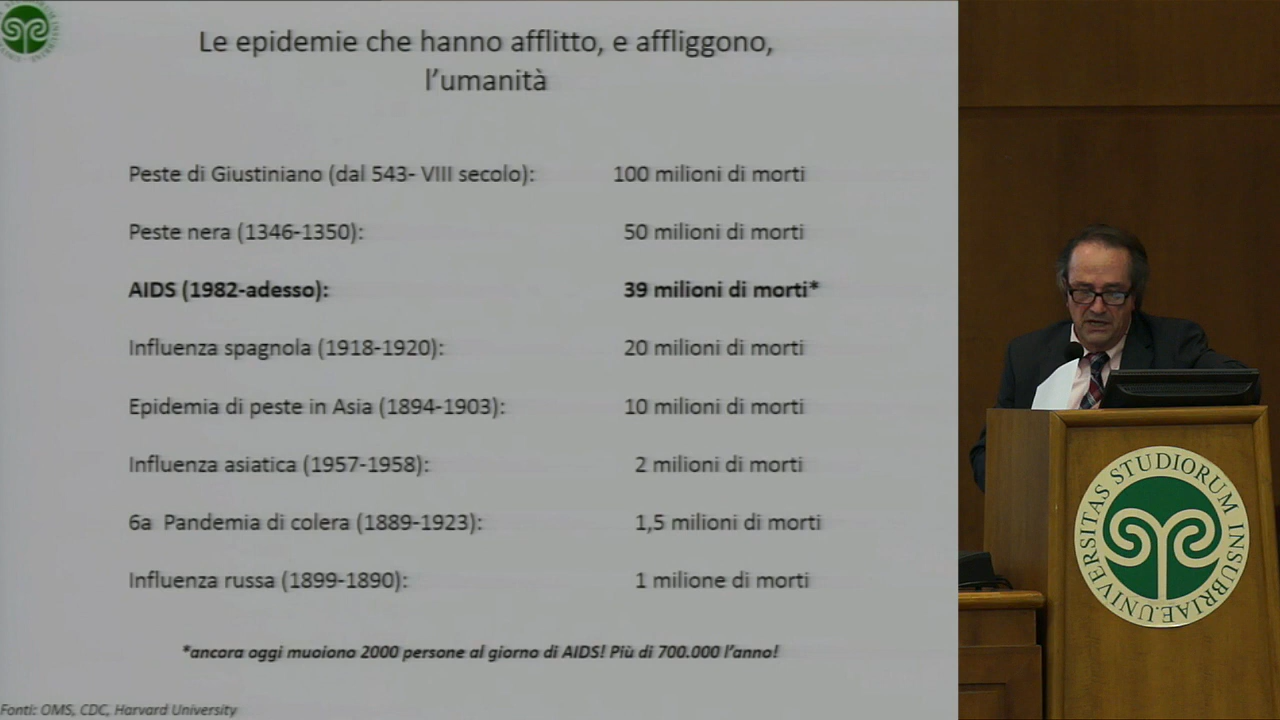 Le epidemie che hanno afflitto, e affliggono,
l'umanità
Peste di Giustiniano (dal 543- VIII secolo): 100 milioni di morti
Peste nera (1346-1350): 50 milioni di morti
AIDS (1982-adesso): 39 milioni di morti*
Influenza spagnola (1918-1920): 20 milioni di morti
Epidemia di peste in Asia (1894-1903): 10 milioni di morti
Influenza asiatica (1957-1958): 2 milioni di morti
6a Pandemia di colera (1889-1923): 1,5 milioni di morti
Influenza russa (1899-1890): 1 milione di morti
*ancora oggi muoiono 2000 persone al giorno di AIDS! Più di 700.000 l'anno!
Fonti: OMS, CDC, Harvard University
UNIVERSITAS STUDIORUM INSUBRIAE